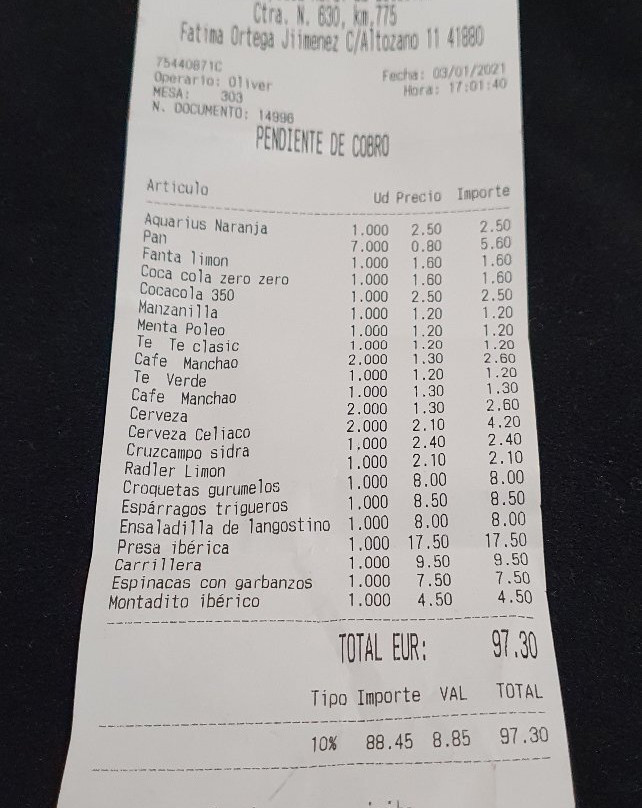 Ctra. N. 630, km.775
Fatima Ortega Jiimenez C/Altozano 11 41880
75440871C Fecha: 03/01/2021
Operario: Oliver Hora: 17:01:40
MESA: 303
N. DOCUMENTO: 14996
PENDIENTE DE COBRO
Articulo Ud Precio Importe
Aquarius Naranja 1.000 2.50 2.50
Pan 7.000 0.80 5.60
Fanta limon 1.000 1.60 1.60
Coca cola zero zero 1.000 1.60 1.60
Cocacola 350 1.000 2.50 2.50
Manzanilla 1.000 1.20 1.20
Menta Poleo 1.000 1.20 1.20
Te Te clasic 1.000 1.20 1.20
Cafe Manchao 2.000 1.30 2.60
Te Verde 1.000 1.20 1.20
Cafe Manchao 1.000 1.30 1.30
Cerveza 2.000 1.30 2.60
Cerveza Celiaco 2.000 2.10 4.20
Cruzcampo sidra 1.000 2.40 2.40
Radler Limon 1.000 2.10 2.10
Croquetas gurumelos 1.000 8.00 8.00
Espárragos trigueros 1.000 8.50 8.50
Ensaladilla de langostino 1.000 8.00 8.00
Presa ibérica 1.000 17.50 17.50
Carrillera 1.000 9.50 9.50
Espinacas con garbanzos 1.000 7.50 7.50
Montadito ibérico 1.000 4.50 4.50
TOTAL EUR: 97.30
Tipo Importe VAL TOTAL
10% 88.45 8.85 97.30